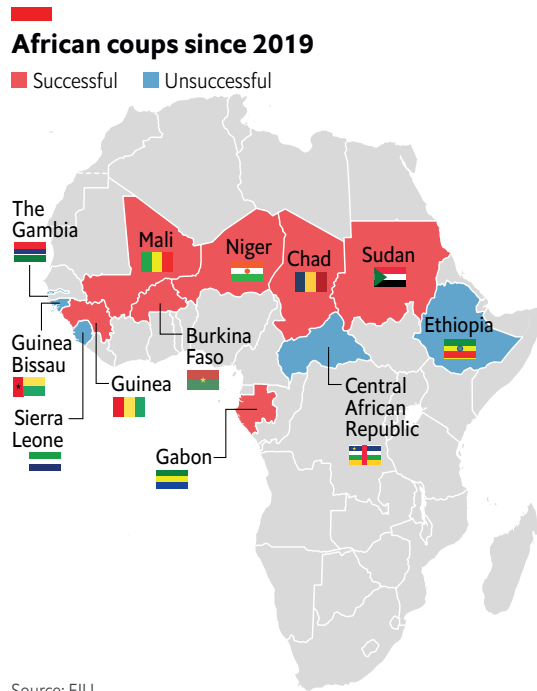 African coups since 2019
Successful
Unsuccessful
The
Gambia
Mali
Niger
Chad
Sudan
Ethiopia
Guinea
Bissau
Burkina
Faso
Guinea
Sierra
Leone
Gabon
Central
African
Republic
Source: EIU